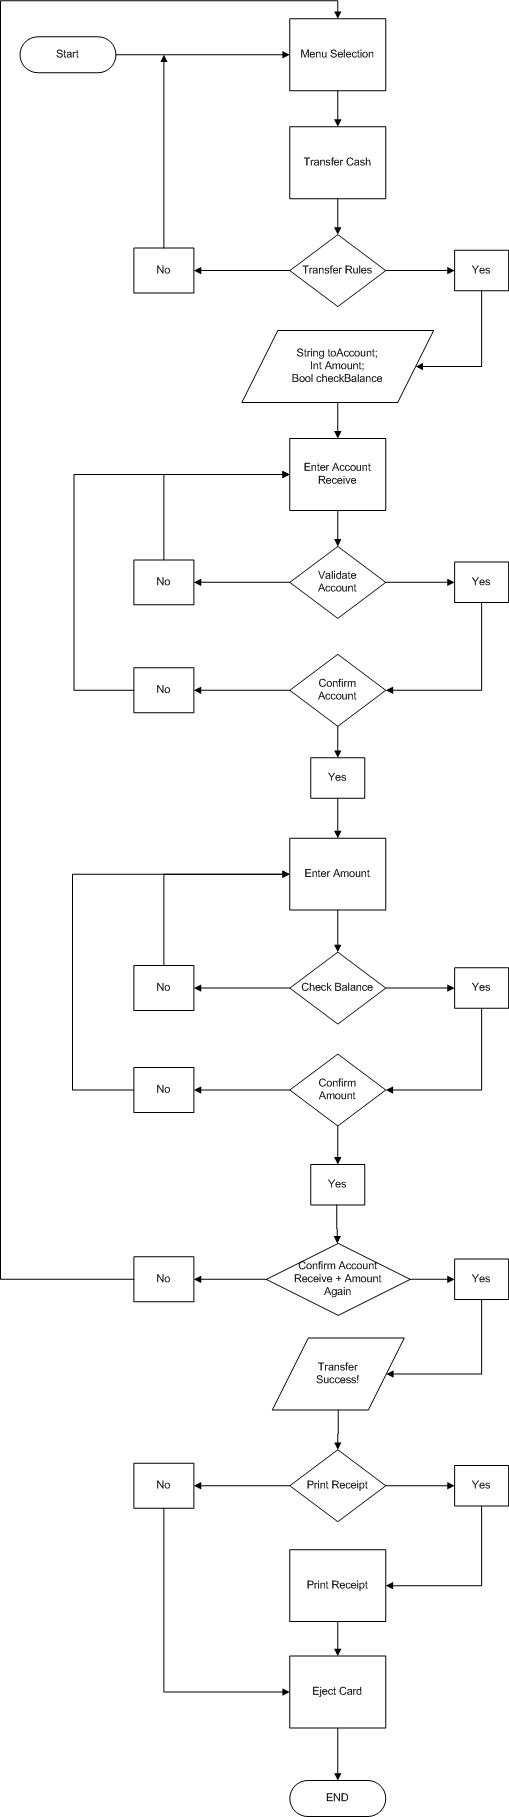 Start
Menu Selection
Transfer Cash
No
Transfer Rules
Yes
String toAccount;
Int Amount;
Bool checkBalance
Enter Account
Receive
No
Validate
Account
Yes
No
Confirm
Account
Yes
Enter Amount
No
Check Balance
Yes
No
Confirm
Amount
Yes
No
Confirm Account
Receive + Amount
Again
Yes
Transfer
Success!
No
Print Receipt
Yes
Print Receipt
Eject Card
END